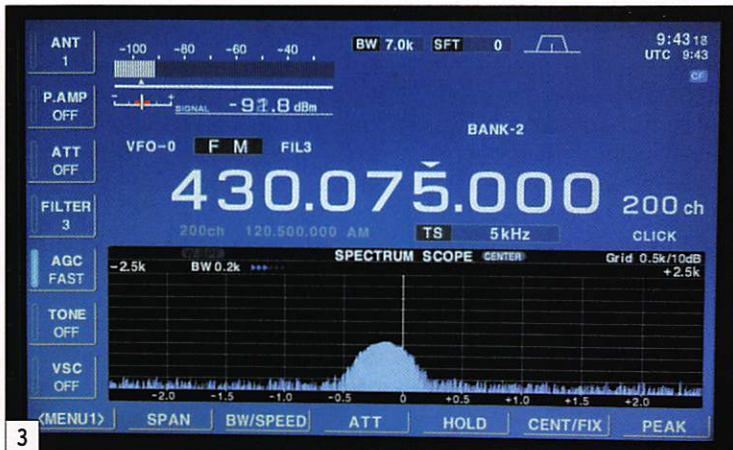 ANT
1
-100 -80 -60 -40
BW 7.0k SFT 0
9:43 18
UTC 9:43
CF
P.AMP
OFF
- +
SIGNAL -91.8 dBm
BANK-2
ATT
OFF
VFO-0 FM FIL3
430.075.000 200 ch
FILTER
3
200ch 120.500.000 AM
TS 5kHz
CLICK
AGC
FAST
SPECTRUM SCOPE CENTER
Grid 0.5k/10dB
-2.5k BW 0.2k
+2.5k
TONE
OFF
VSC
OFF
-2.0 -1.5 -1.0 -0.5 0 +0.5 +1.0 +1.5 +2.0
<MENU1> SPAN BW/SPEED ATT HOLD CENT/FIX PEAK
3